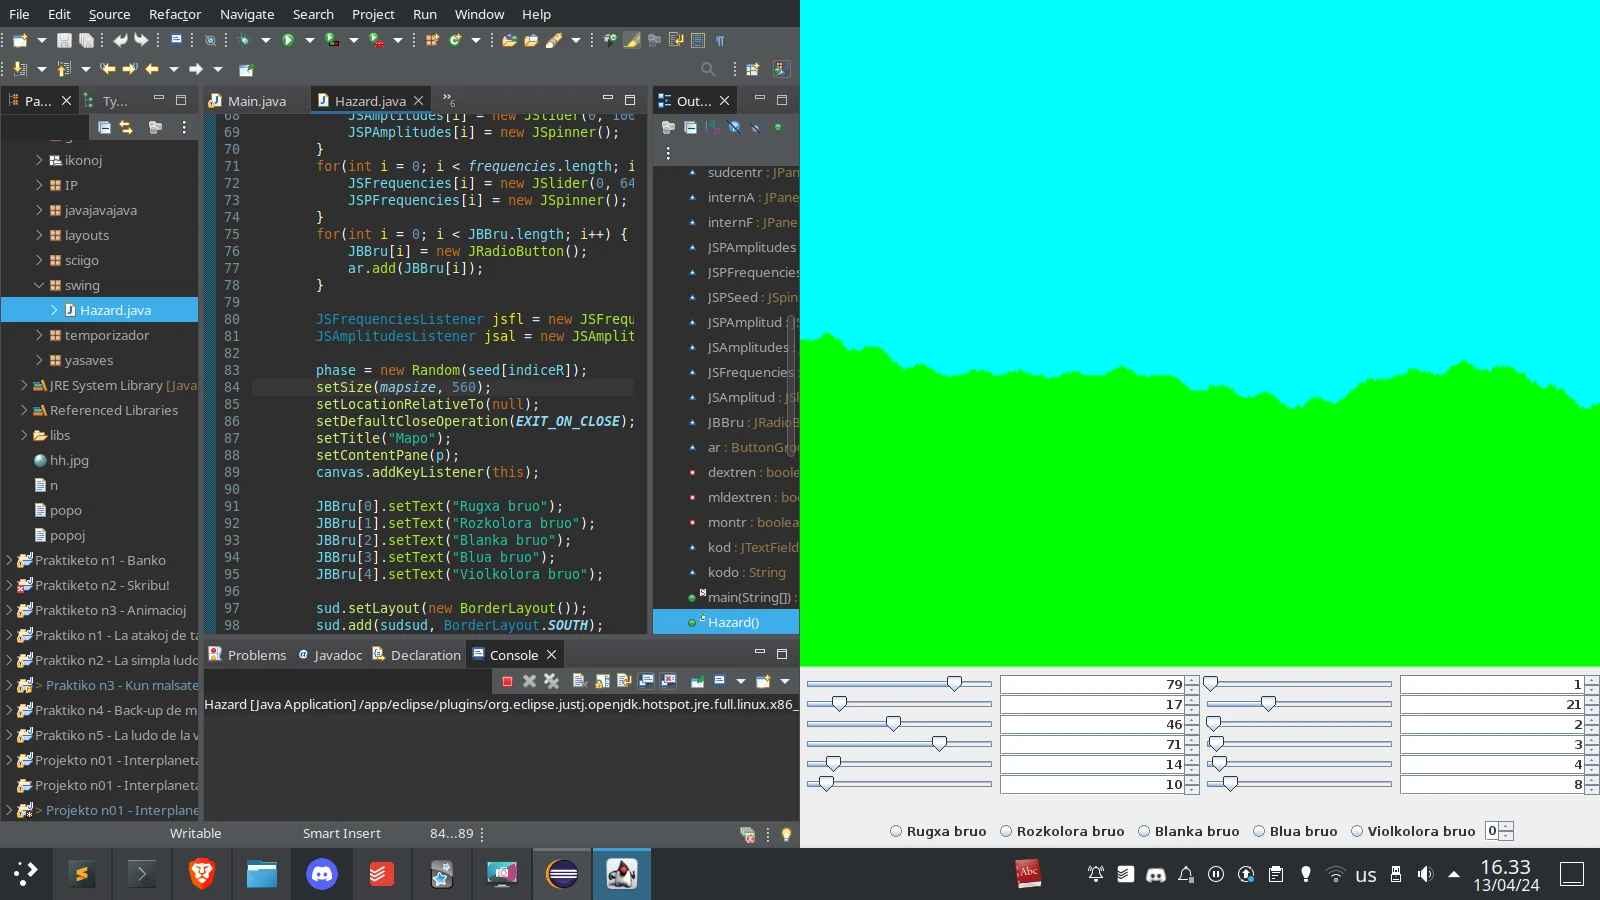 File Edit Source Refactor Navigate Search Project Run Window Help
Pa... Ty...
ikonoj
IP
javajavajava
layouts
sciigo
swing
Hazard.java
temporizador
yasaves
JRE System Library [Java
Referenced Libraries
libs
hh.jpg
n
popo
popoj
Praktiketo n1 - Banko
Praktiketo n2 - Skribu!
Praktiketo n3 - Animacioj
Praktiko n1 - La atakoj de ta
Praktiko n2 - La simpla ludo
> Praktiko n3 - Kun malsate
Praktiko n4 - Back-up de m
Praktiko n5 - La ludo de la v
Projekto n01 - Interplaneta
Projekto n01 - Interplaneta
> Projekto n01 - Interplane
Main.java Hazard.java »6
68 JSAmplitudes[i] = new JSlider(0, 100
69 JSPAmplitudes[i] = new JSpinner();
70 }
71 for(int i = 0; i < frequencies.length; i
72 JSFrequencies[i] = new JSlider(0, 64
73 JSPFrequencies[i] = new JSpinner();
74 }
75 for(int i = 0; i < JBBru.length; i++) {
76 JBBru[i] = new JRadioButton();
77 ar.add(JBBru[i]);
78 }
79
80 JSFrequenciesListener jsfl = new JSFrequ
81 JSAmplitudesListener jsal = new JSAmplit
82
83 phase = new Random(seed[indiceR]);
84 setSize(mapsize, 560);
85 setLocationRelativeTo(null);
86 setDefaultCloseOperation(EXIT_ON_CLOSE);
87 setTitle("Mapo");
88 setContentPane(p);
89 canvas.addKeyListener(this);
90
91 JBBru[0].setText("Rugxa bruo");
92 JBBru[1].setText("Rozkolora bruo");
93 JBBru[2].setText("Blanka bruo");
94 JBBru[3].setText("Blua bruo");
95 JBBru[4].setText("Violkolora bruo");
96
97 sud.setLayout(new BorderLayout());
98 sud.add(sudsud, BorderLayout.SOUTH);
Out...
sudcentr : JPan
internA : JPane
internF : JPane
JSPAmplitudes
JSPFrequencies
JSPSeed : JSpin
JSPAmplitud : JS
JSAmplitudes :
JSFrequencies
JSAmplitud : JSl
JBBru : JRadioB
ar : ButtonGro
dextren : boole
mldextren : boo
montr : boolea
kod : JTextField
kodo : String
main(String[]) :
Hazard()
Problems Javadoc Declaration Console
Hazard [Java Application] /app/eclipse/plugins/org.eclipse.justj.openjdk.hotspot.jre.full.linux.x86_
Writable Smart Insert 84...89
79 1
17 21
46 2
71 3
14 4
10 8
Rugxa bruo Rozkolora bruo Blanka bruo Blua bruo Violkolora bruo 0
Abc us 16.33
13/04/24